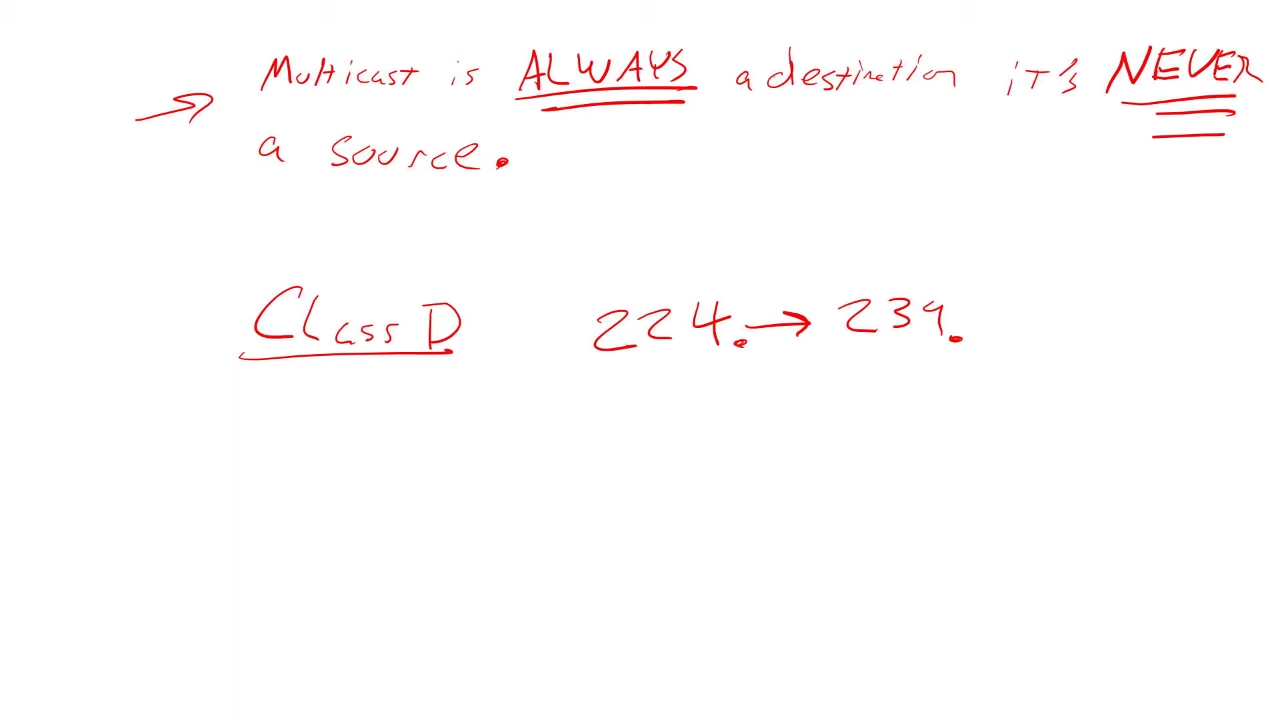 Multicast is ALWAYS a destination it's NEVER
a source.
Class D 224. → 239.